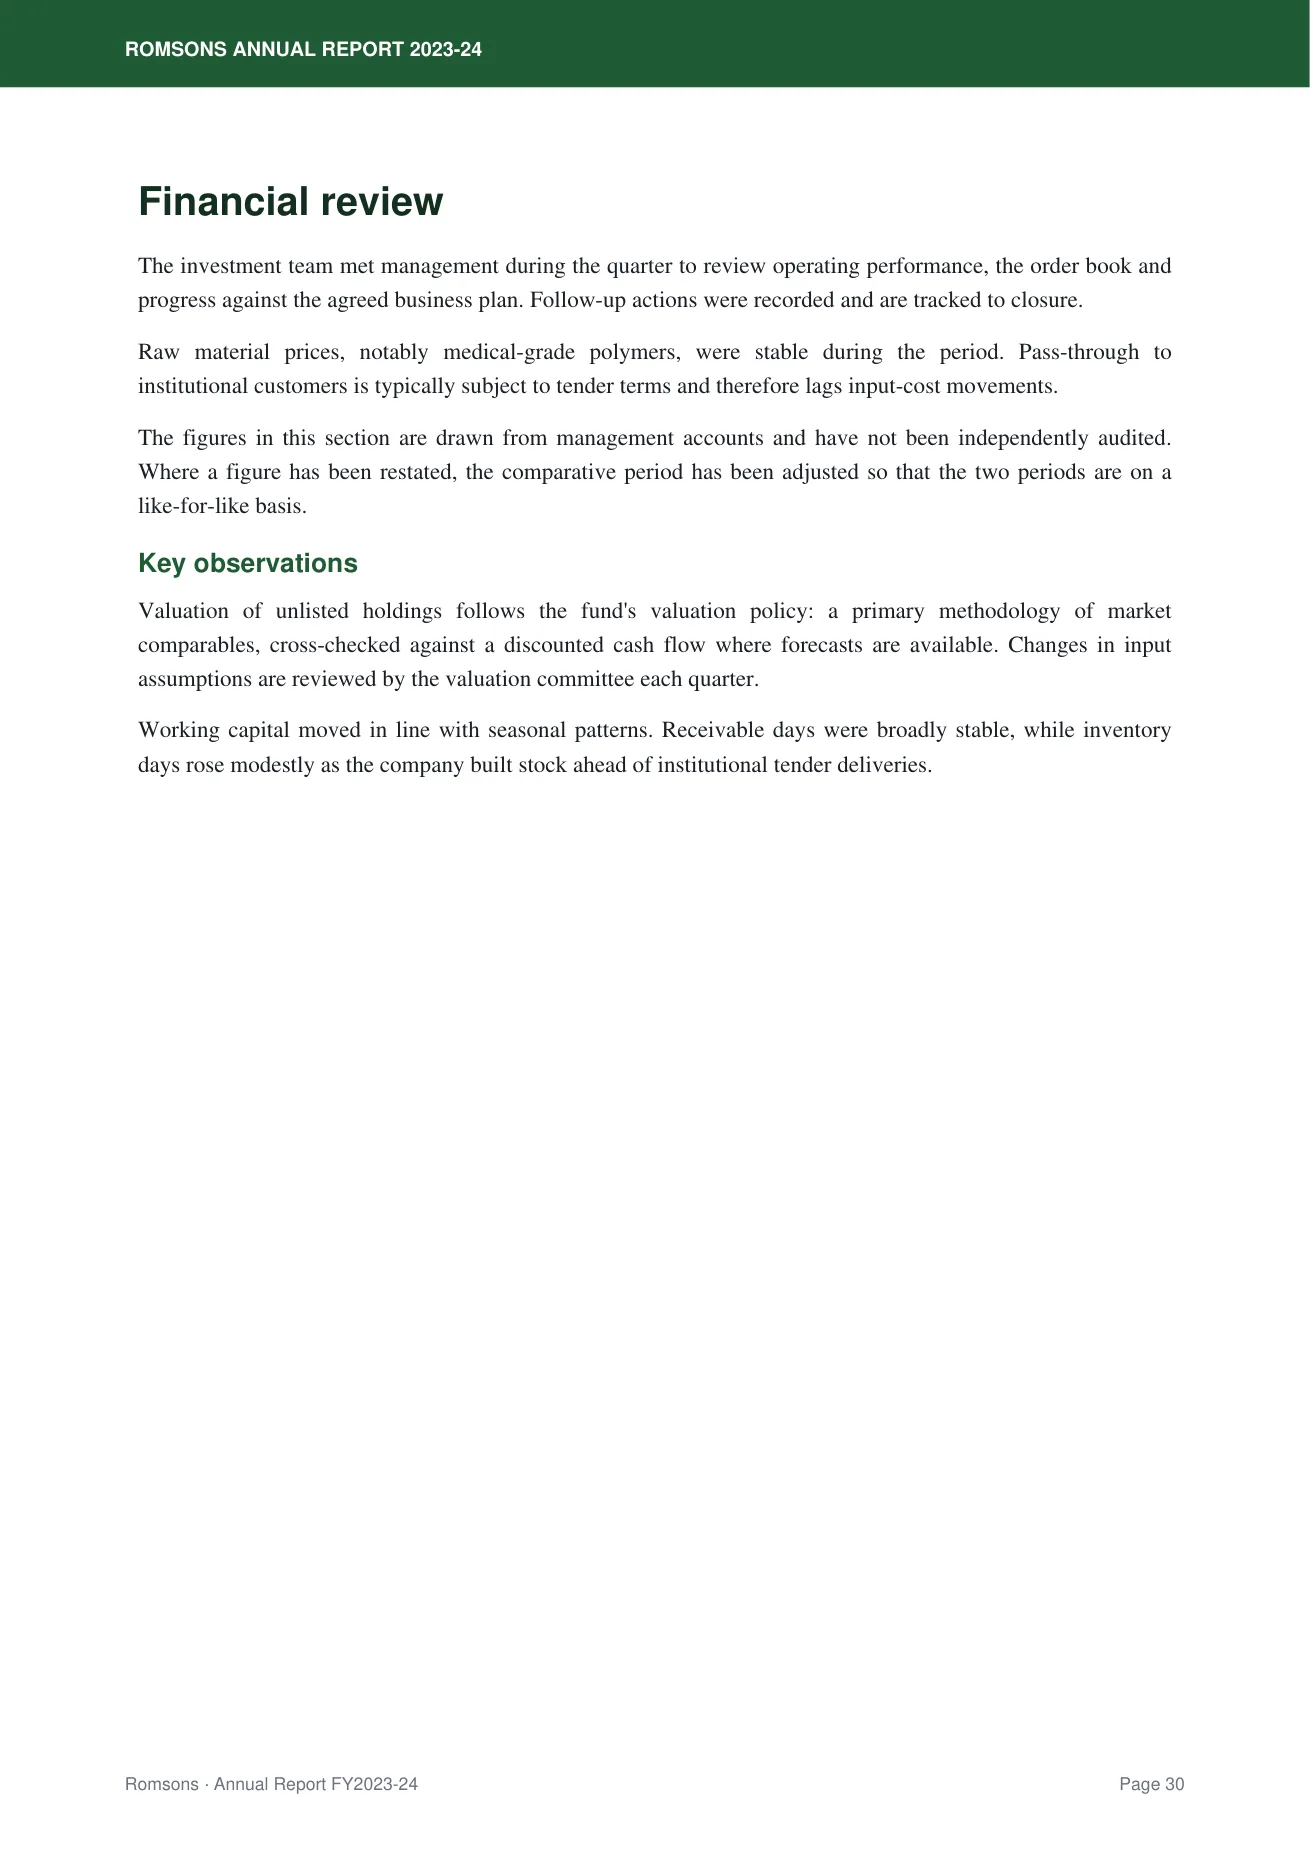 ROMSONS ANNUAL REPORT 2023-24
Financial review
The investment team met management during the quarter to review operating performance, the order book and
progress against the agreed business plan. Follow-up actions were recorded and are tracked to closure.
Raw material prices, notably medical-grade polymers, were stable during the period. Pass-through to
institutional customers is typically subject to tender terms and therefore lags input-cost movements.
The figures in this section are drawn from management accounts and have not been independently audited.
Where a figure has been restated, the comparative period has been adjusted so that the two periods are on a
like-for-like basis.
Key observations
Valuation of unlisted holdings follows the fund's valuation policy: a primary methodology of market
comparables, cross-checked against a discounted cash flow where forecasts are available. Changes in input
assumptions are reviewed by the valuation committee each quarter.
Working capital moved in line with seasonal patterns. Receivable days were broadly stable, while inventory
days rose modestly as the company built stock ahead of institutional tender deliveries.
Romsons · Annual Report FY2023-24
Page 30